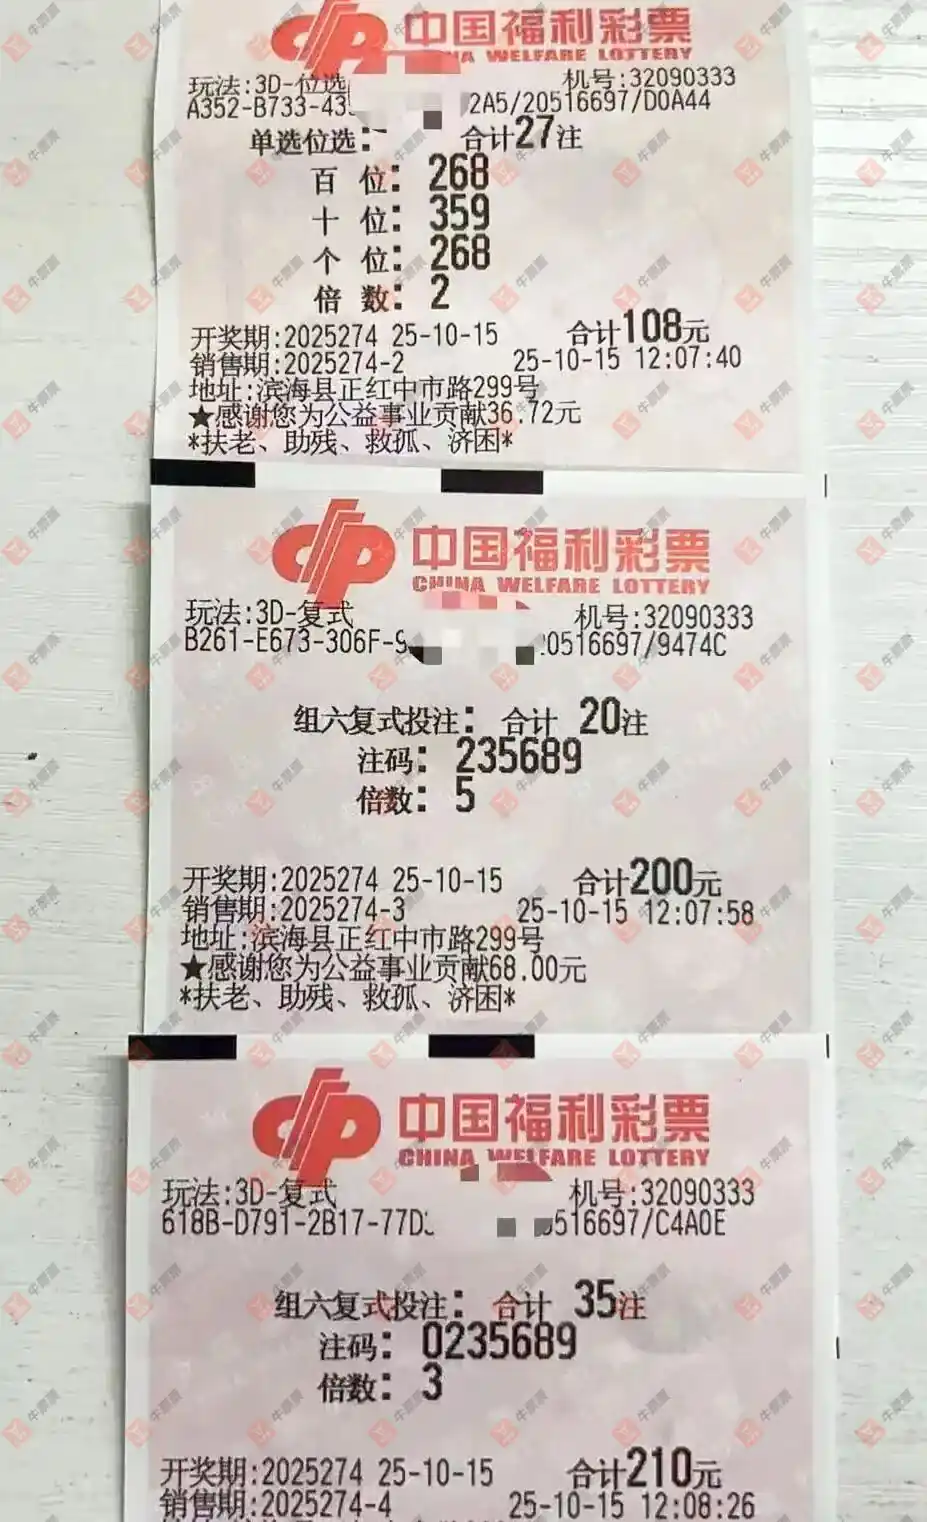 中国福利彩票
NA WELFARE LOTTERY
玩法:3D-位选
机号:32090333
A352-B733-43 2A5/20516697/D0A44
单选位选: 合计27注
百 位: 268
十 位: 359
个 位: 268
倍 数: 2
开奖期:2025274 25-10-15 合计108元
销售期:2025274-2 25-10-15 12:07:40
地址:滨海县正红中市路299号
★感谢您为公益事业贡献36.72元
*扶老、助残、救孤、济困*
中国福利彩票
CHINA WELFARE LOTTERY
玩法:3D-复式 机号:32090333
B261-E673-306F-9 0516697/9474C
组六复式投注: 合计 20注
注码: 235689
倍数: 5
开奖期:2025274 25-10-15 合计200元
销售期:2025274-3 25-10-15 12:07:58
地址:滨海县正红中市路299号
★感谢您为公益事业贡献68.00元
*扶老、助残、救孤、济困*
中国福利彩票
CHINA WELFARE LOTTERY
玩法:3D-复式 机号:32090333
618B-D791-2B17-77D 516697/C4A0E
组六复式投注: 合计 35注
注码: 0235689
倍数: 3
开奖期:2025274 25-10-15 合计210元
销售期:2025274-4 25-10-15 12:08:26